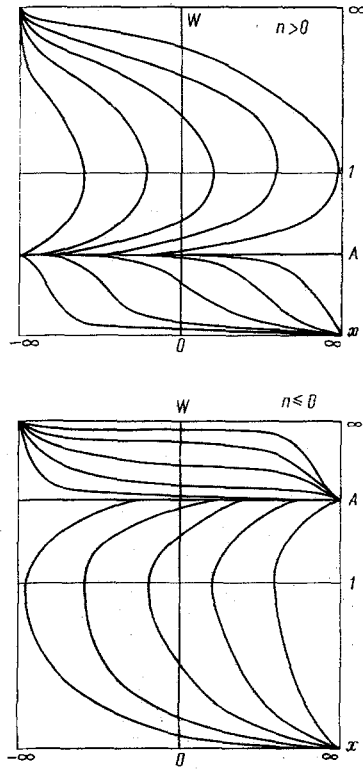 W n>0 ∞
1
A
-∞ 0 ∞ x
W n≤0 ∞
A
1
-∞ 0 ∞ x